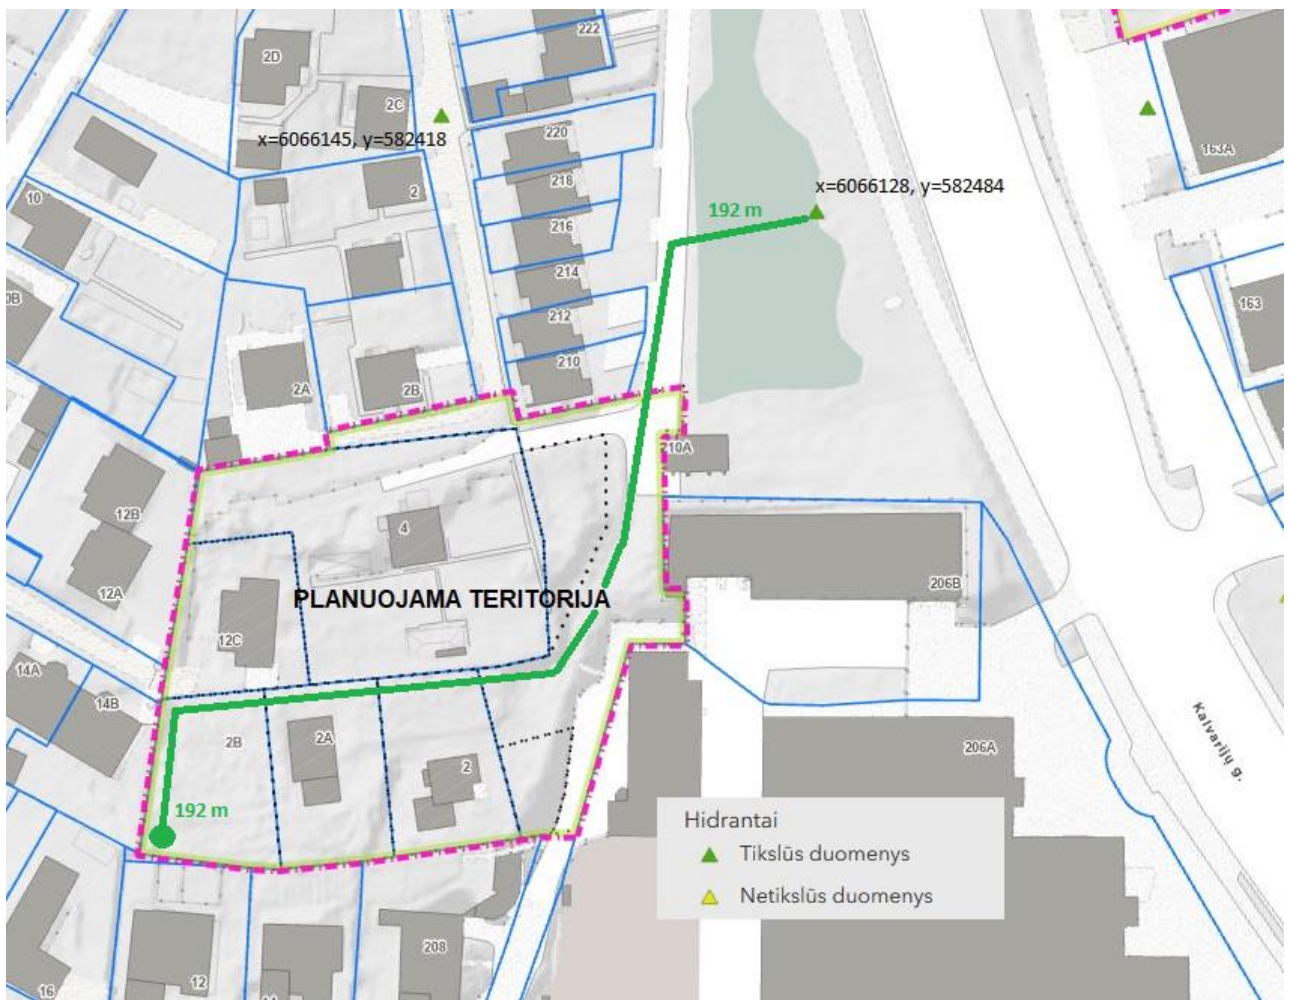 222
2D
2C
x=6066145, y=582418
220
163A
218
2
x=6066128, y=582484
10
192 m
216
214
0B
163
212
210
2A
2B
210A
12B
4
206B
12A
PLANUOJAMA TERITORIJA
12C
14A
14B
2B
2A
206A
Kalvarijų g.
2
192 m
Hidrantai
Tikslūs duomenys
Netikslūs duomenys
208
12
16